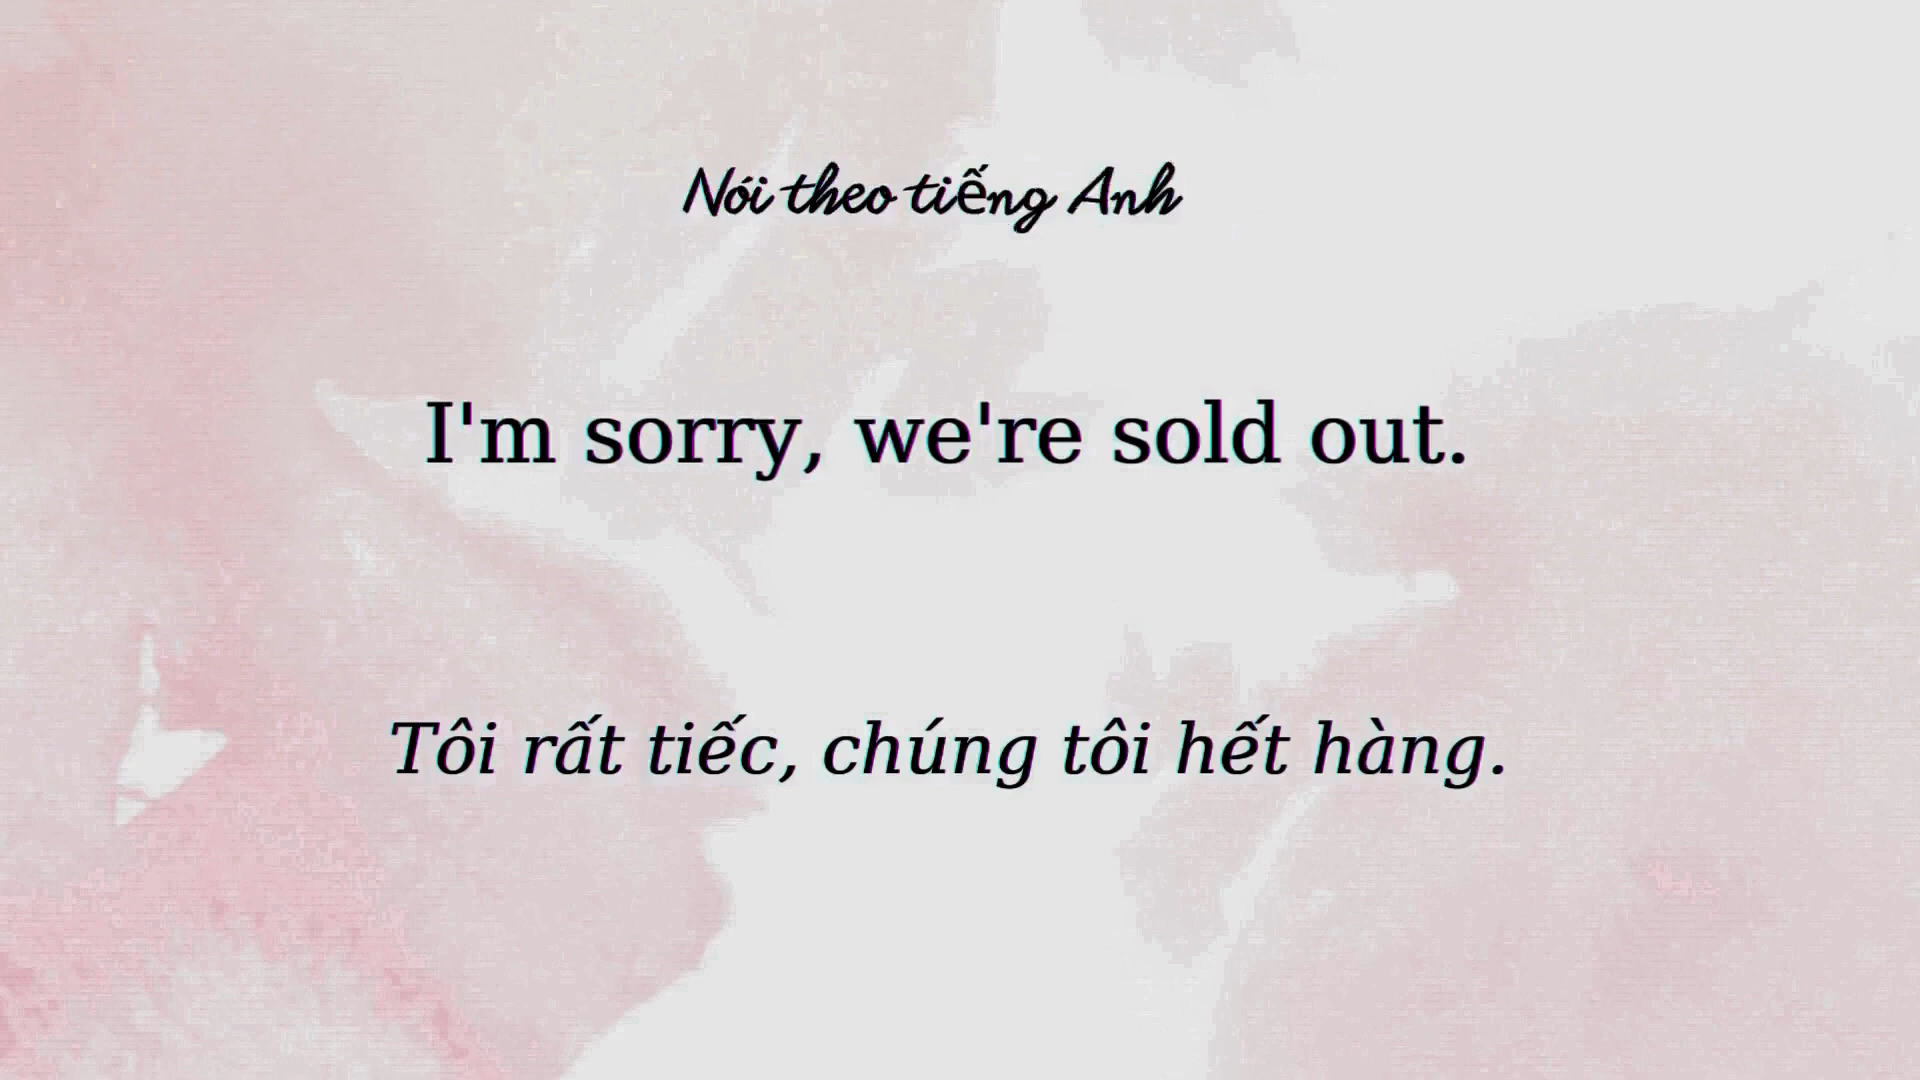 Nói theo tiếng Anh
I'm sorry, we're sold out.
Tôi rất tiếc, chúng tôi hết hàng.